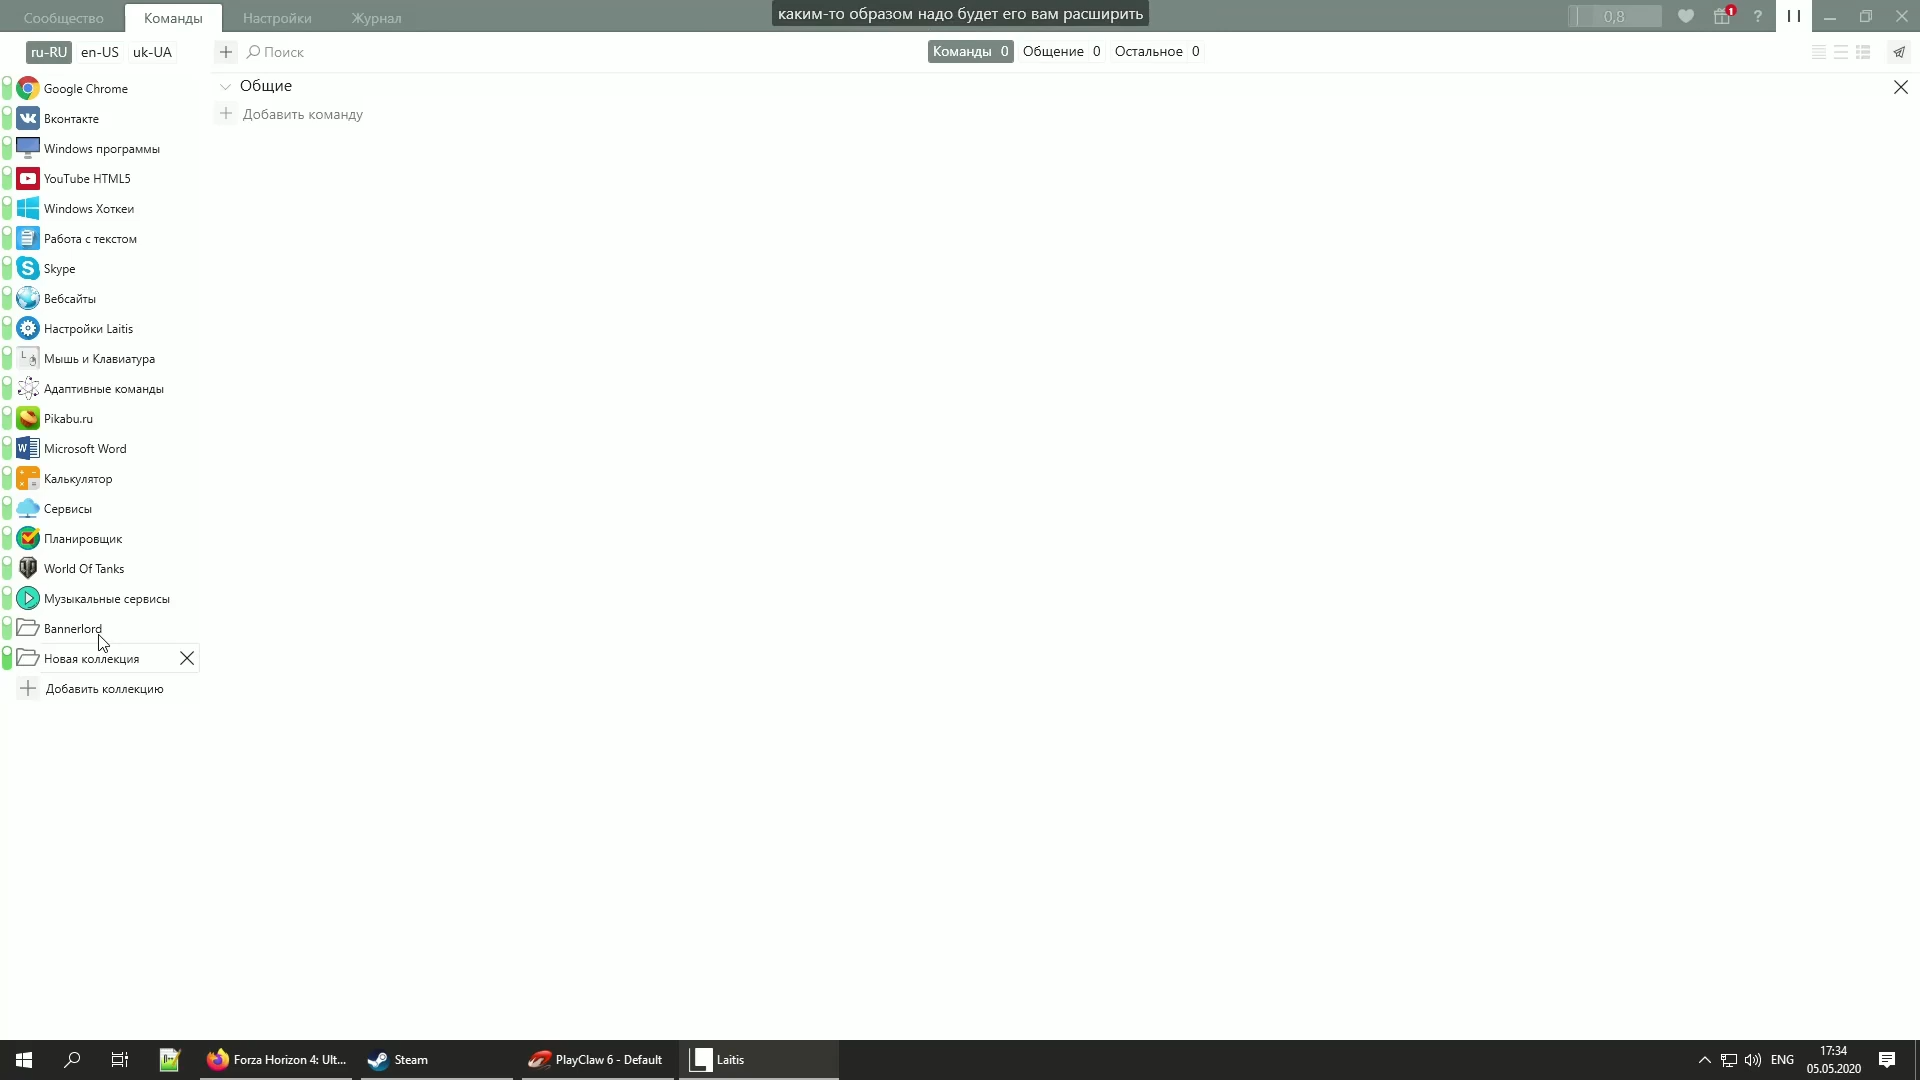 Сообщество Команды Настройки Журнал каким-то образом надо будет его вам расширить 0,8 1 ?
ru-RU en-US uk-UA Поиск Команды 0 Общение 0 Остальное 0
Общие
Добавить команду
Google Chrome
Вконтакте
Windows программы
YouTube HTML5
Windows Хоткеи
Работа с текстом
Skype
Вебсайты
Настройки Laitis
Мышь и Клавиатура
Адаптивные команды
Pikabu.ru
Microsoft Word
Калькулятор
Сервисы
Планировщик
World Of Tanks
Музыкальные сервисы
Bannerlord
Новая коллекция
Добавить коллекцию
Forza Horizon 4: Ult... Steam PlayClaw 6 - Default Laitis ENG 17:34
05.05.2020